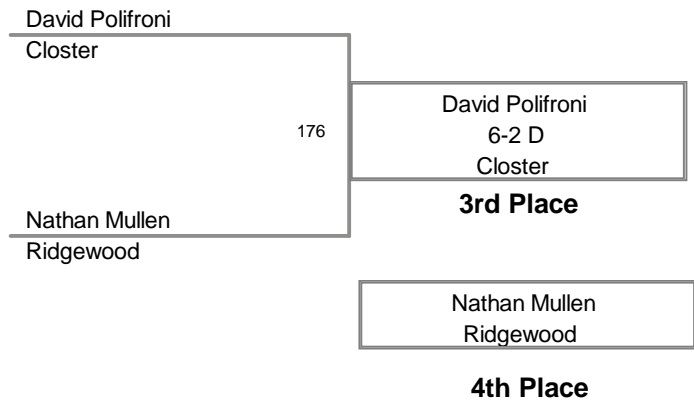 David Polifroni
Closter
176
David Polifroni
6-2 D
Closter
3rd Place
Nathan Mullen
Ridgewood
Nathan Mullen
Ridgewood
4th Place